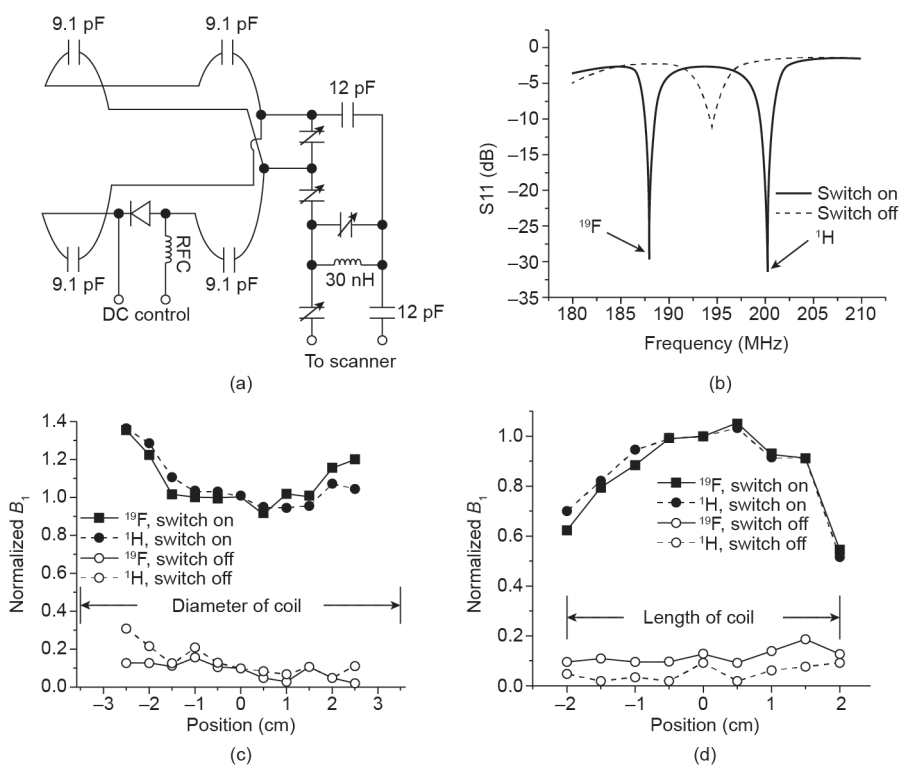 9.1 pF
9.1 pF
12 pF
9.1 pF
RFC
9.1 pF
DC control
30 nH
12 pF
To scanner
(a)
S11 (dB)
0
−5
−10
−15
−20
−25
−30
−35
180 185 190 195 200 205 210
Frequency (MHz)
Switch on
Switch off
¹⁹F
¹H
(b)
Normalized B₁
1.4
1.2
1.0
0.8
0.6
0.4
0.2
0.0
¹⁹F, switch on
¹H, switch on
¹⁹F, switch off
¹H, switch off
Diameter of coil
−3 −2 −1 0 1 2 3
Position (cm)
(c)
Normalized B₁
1.0
0.8
0.6
0.4
0.2
0.0
¹⁹F, switch on
¹H, switch on
¹⁹F, switch off
¹H, switch off
Length of coil
−2 −1 0 1 2
Position (cm)
(d)